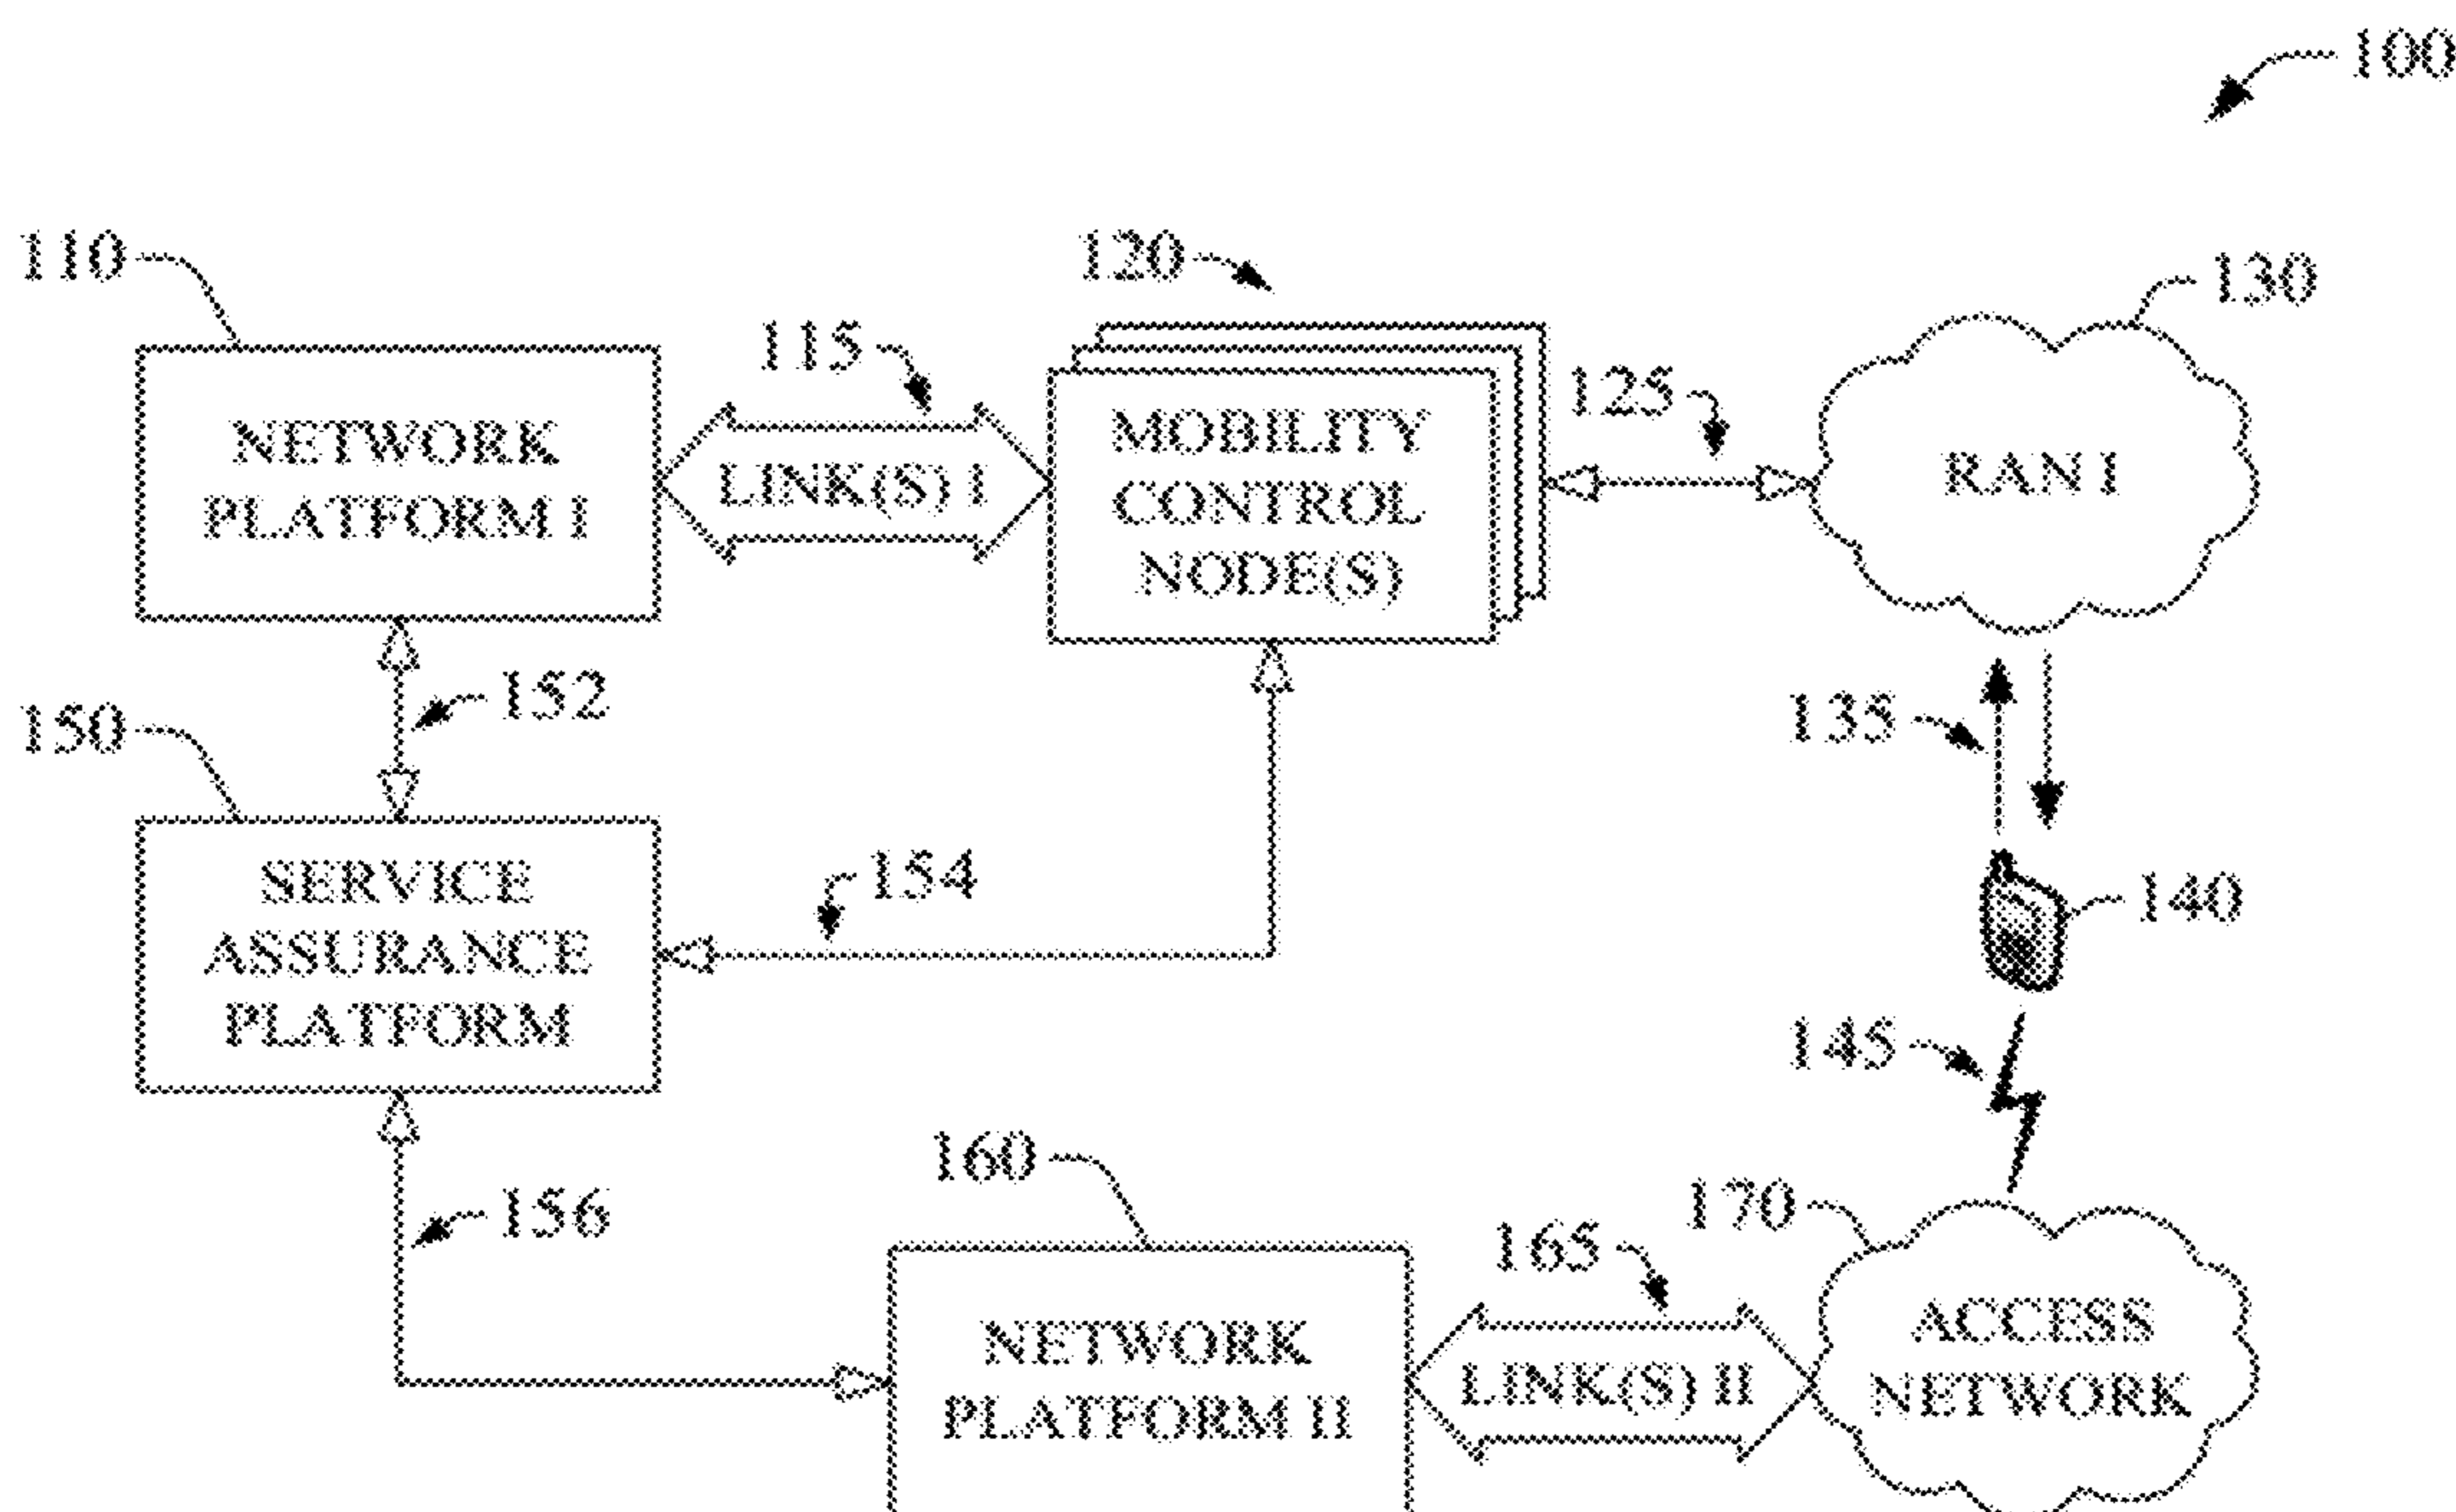 100
110
120
130
115
125
NETWORK
PLATFORM I
LINK(S) I
MOBILITY
CONTROL
NODE(S)
RAN I
152
135
150
154
140
SERVICE
ASSURANCE
PLATFORM
145
160
170
156
165
NETWORK
PLATFORM II
LINK(S) II
ACCESS
NETWORK